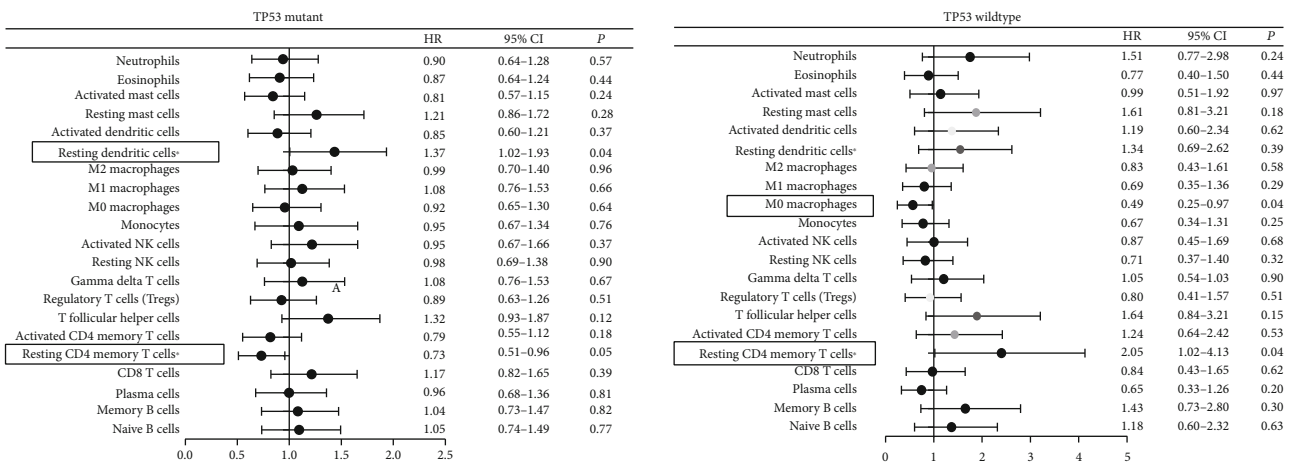 TP53 mutant
HR 95% CI P
Neutrophils 0.90 0.64–1.28 0.57
Eosinophils 0.87 0.64–1.24 0.44
Activated mast cells 0.81 0.57–1.15 0.24
Resting mast cells 1.21 0.86–1.72 0.28
Activated dendritic cells 0.85 0.60–1.21 0.37
Resting dendritic cells* 1.37 1.02–1.93 0.04
M2 macrophages 0.99 0.70–1.40 0.96
M1 macrophages 1.08 0.76–1.53 0.66
M0 macrophages 0.92 0.65–1.30 0.64
Monocytes 0.95 0.67–1.34 0.76
Activated NK cells 0.95 0.67–1.66 0.37
Resting NK cells 0.98 0.69–1.38 0.90
Gamma delta T cells 1.08 0.76–1.53 0.67
A
Regulatory T cells (Tregs) 0.89 0.63–1.26 0.51
T follicular helper cells 1.32 0.93–1.87 0.12
Activated CD4 memory T cells 0.79 0.55–1.12 0.18
Resting CD4 memory T cells* 0.73 0.51–0.96 0.05
CD8 T cells 1.17 0.82–1.65 0.39
Plasma cells 0.96 0.68–1.36 0.81
Memory B cells 1.04 0.73–1.47 0.82
Naive B cells 1.05 0.74–1.49 0.77
0.0 0.5 1.0 1.5 2.0 2.5
TP53 wildtype
HR 95% CI P
Neutrophils 1.51 0.77–2.98 0.24
Eosinophils 0.77 0.40–1.50 0.44
Activated mast cells 0.99 0.51–1.92 0.97
Resting mast cells 1.61 0.81–3.21 0.18
Activated dendritic cells 1.19 0.60–2.34 0.62
Resting dendritic cells* 1.34 0.69–2.62 0.39
M2 macrophages 0.83 0.43–1.61 0.58
M1 macrophages 0.69 0.35–1.36 0.29
M0 macrophages 0.49 0.25–0.97 0.04
Monocytes 0.67 0.34–1.31 0.25
Activated NK cells 0.87 0.45–1.69 0.68
Resting NK cells 0.71 0.37–1.40 0.32
Gamma delta T cells 1.05 0.54–1.03 0.90
Regulatory T cells (Tregs) 0.80 0.41–1.57 0.51
T follicular helper cells 1.64 0.84–3.21 0.15
Activated CD4 memory T cells 1.24 0.64–2.42 0.53
Resting CD4 memory T cells* 2.05 1.02–4.13 0.04
CD8 T cells 0.84 0.43–1.65 0.62
Plasma cells 0.65 0.33–1.26 0.20
Memory B cells 1.43 0.73–2.80 0.30
Naive B cells 1.18 0.60–2.32 0.63
0 1 2 3 4 5